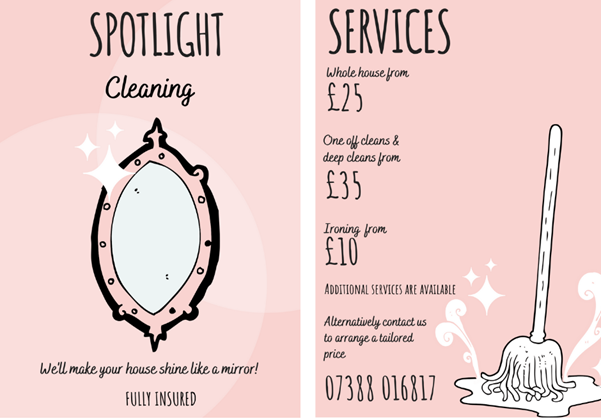 SPOTLIGHT
Cleaning
We'll make your house shine like a mirror!
FULLY INSURED
SERVICES
Whole house from
£25
One off cleans &
deep cleans from
£35
Ironing from
£10
ADDITIONAL SERVICES ARE AVAILABLE
Alternatively contact us
to arrange a tailored
price
07388 016817